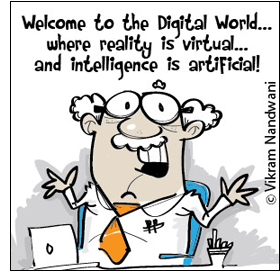 Welcome to the Digital World...
where reality is virtual...
and intelligence is artificial!
© Vikram Nandwani